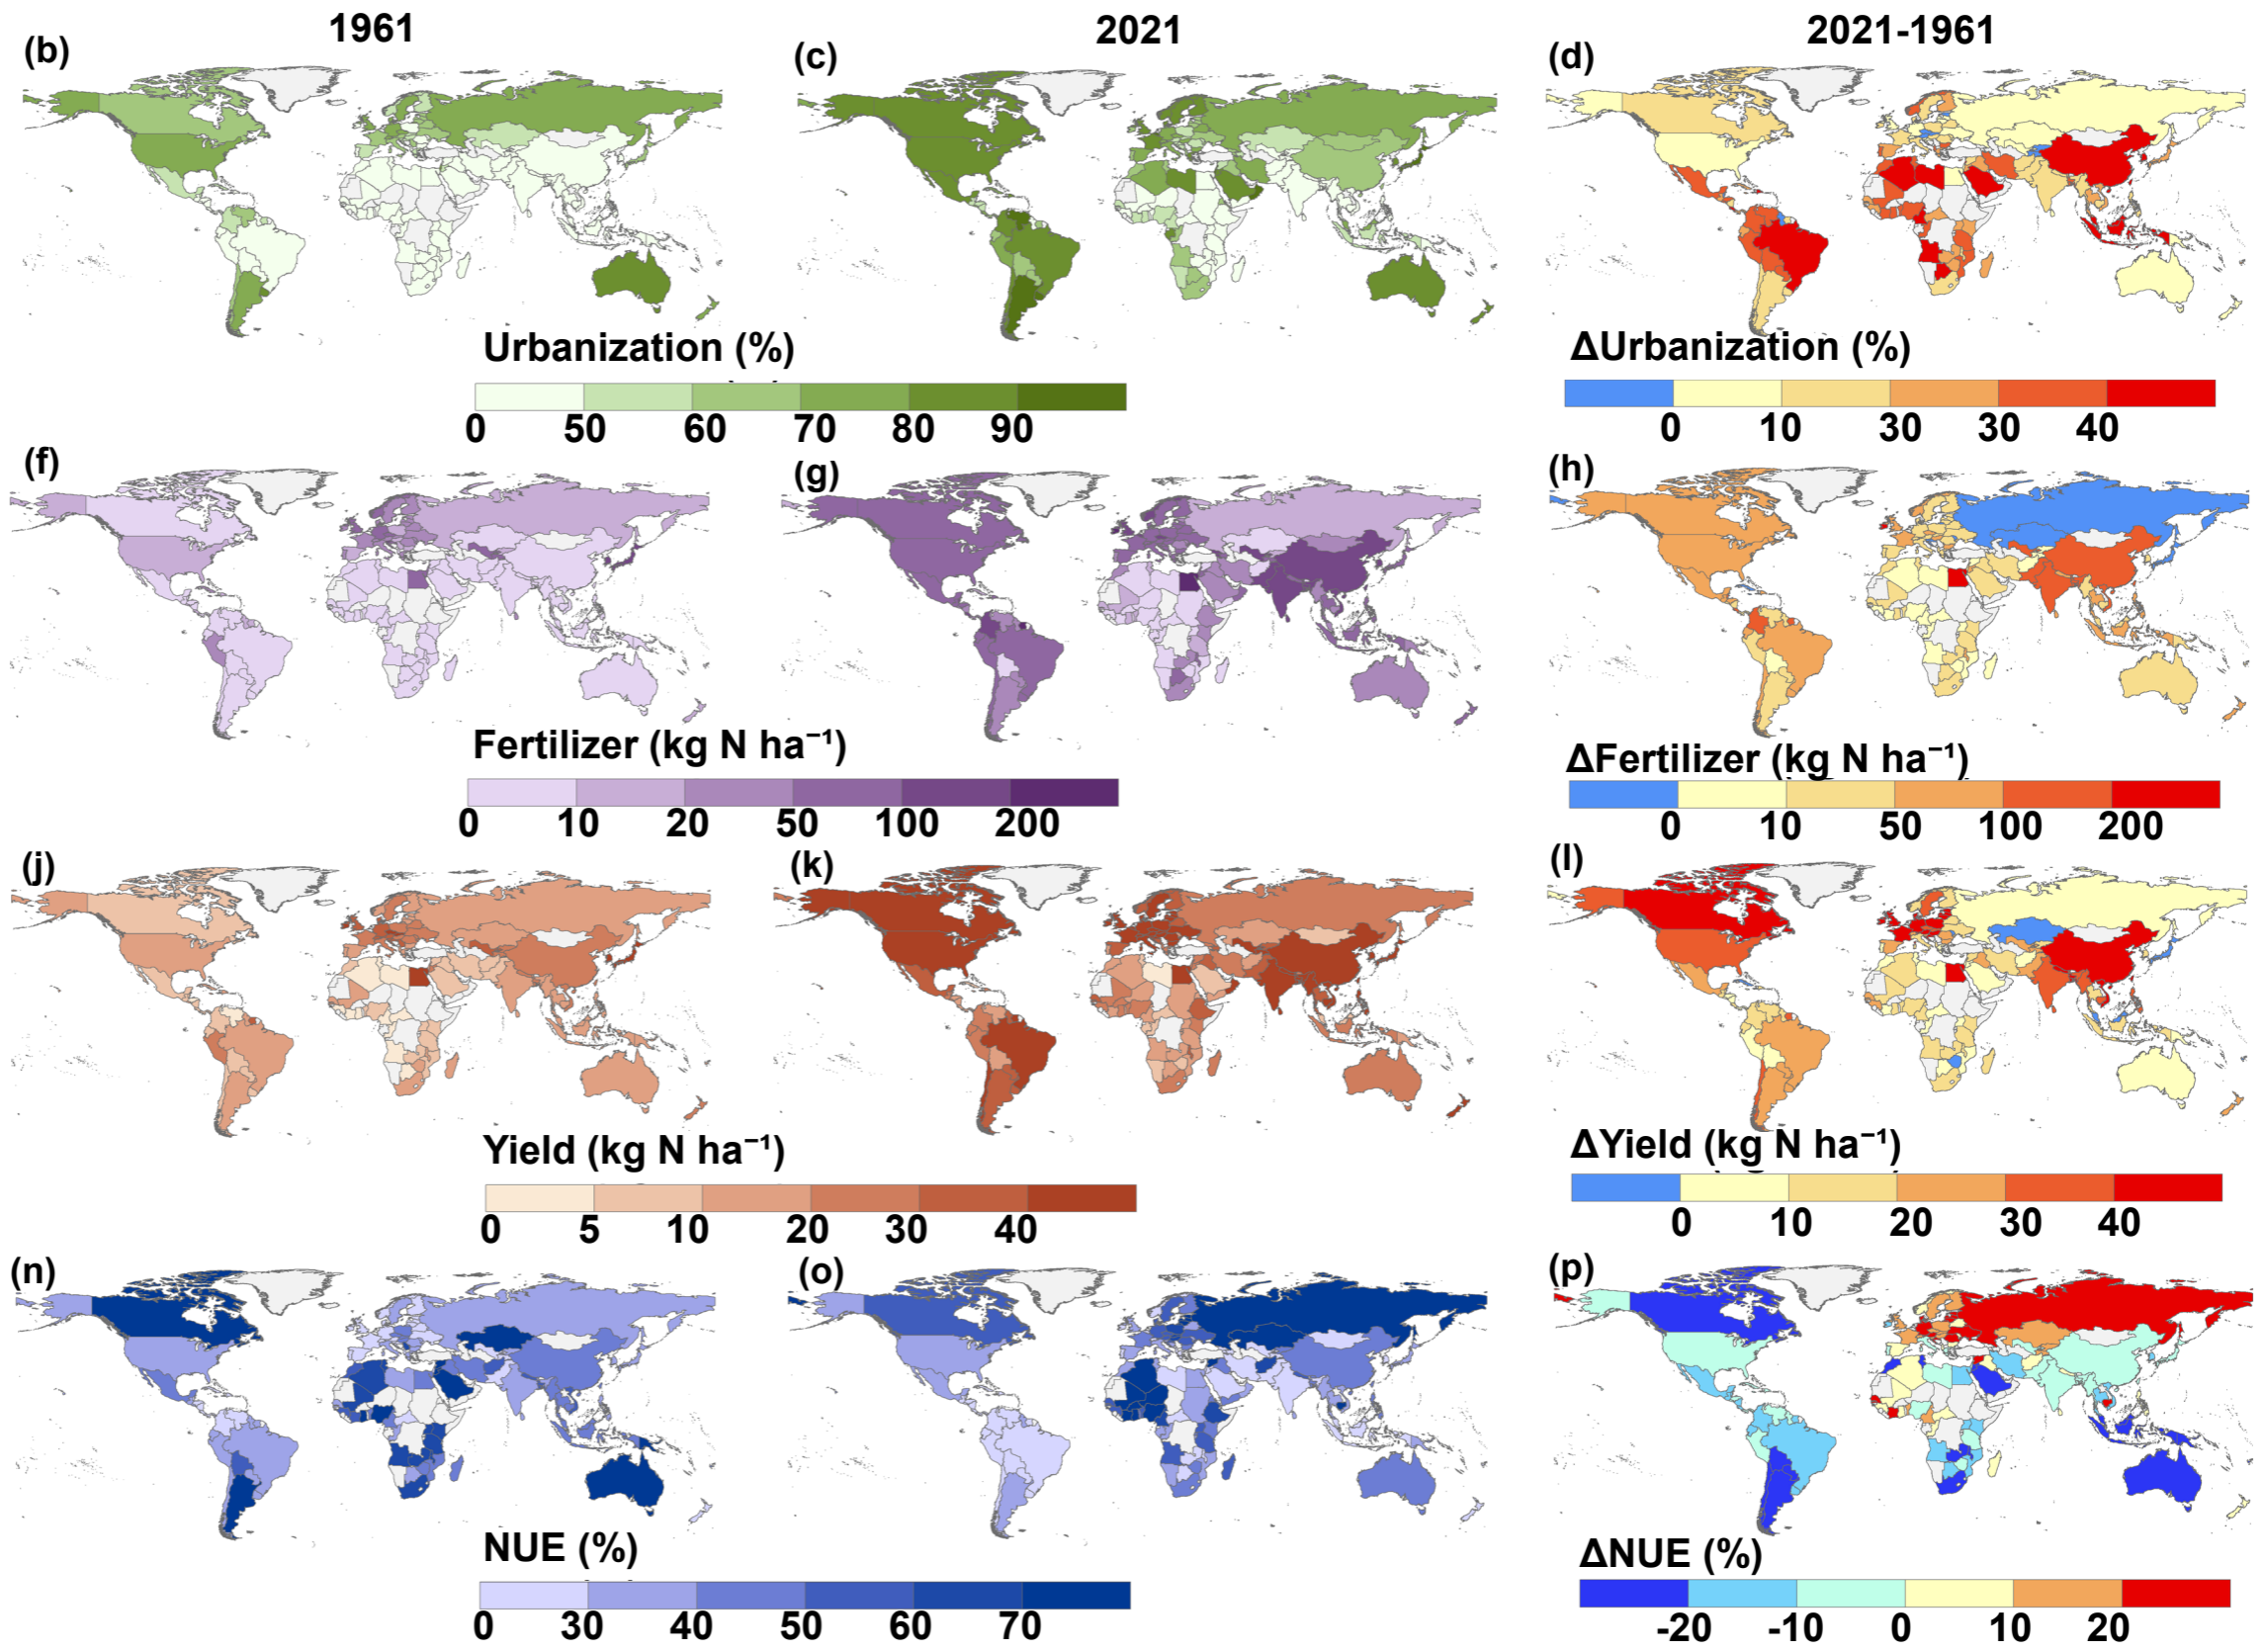 1961 2021 2021-1961
(b) (c) (d)
Urbanization (%)
0 50 60 70 80 90
ΔUrbanization (%)
0 10 30 30 40
(f) (g) (h)
Fertilizer (kg N ha⁻¹)
0 10 20 50 100 200
ΔFertilizer (kg N ha⁻¹)
0 10 50 100 200
(j) (k) (l)
Yield (kg N ha⁻¹)
0 5 10 20 30 40
ΔYield (kg N ha⁻¹)
0 10 20 30 40
(n) (o) (p)
NUE (%)
0 30 40 50 60 70
ΔNUE (%)
-20 -10 0 10 20